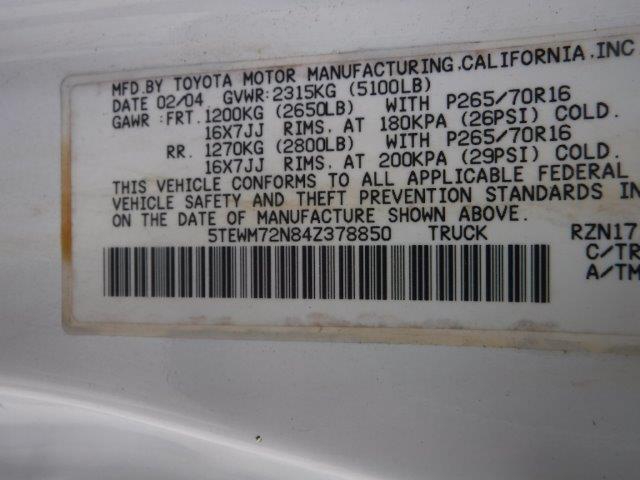 MFD.BY TOYOTA MOTOR MANUFACTURING,CALIFORNIA,INC
DATE 02/04 GVWR:2315KG (5100LB)
GAWR :FRT.1200KG (2650LB) WITH P265/70R16
16X7JJ RIMS, AT 180KPA (26PSI) COLD.
RR. 1270KG (2800LB) WITH P265/70R16
16X7JJ RIMS, AT 200KPA (29PSI) COLD.
THIS VEHICLE CONFORMS TO ALL APPLICABLE FEDERAL
VEHICLE SAFETY AND THEFT PREVENTION STANDARDS IN
ON THE DATE OF MANUFACTURE SHOWN ABOVE.
5TEWM72N84Z378850 TRUCK RZN17
C/TR
A/TM